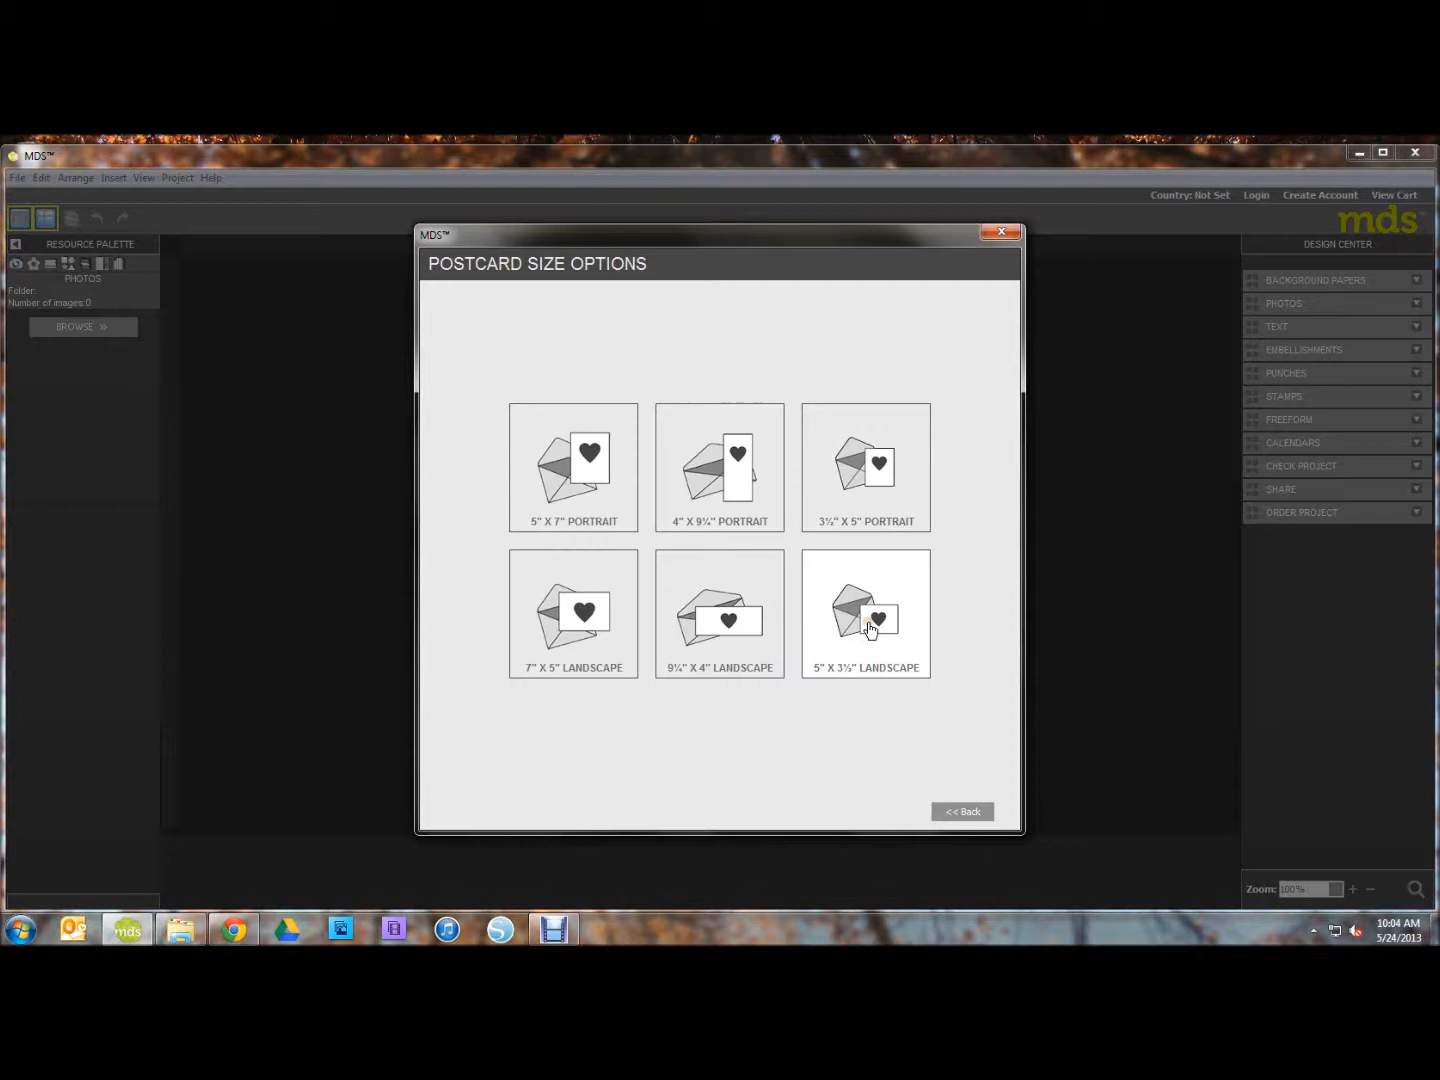 MDS™
File Edit Arrange Insert View Project Help
Country: Not Set Login Create Account View Cart
mds
RESOURCE PALETTE
PHOTOS
Folder:
Number of images:0
BROWSE »
MDS™
POSTCARD SIZE OPTIONS
5" X 7" PORTRAIT
4" X 9¼" PORTRAIT
3½" X 5" PORTRAIT
7" X 5" LANDSCAPE
9¼" X 4" LANDSCAPE
5" X 3½" LANDSCAPE
<< Back
DESIGN CENTER
BACKGROUND PAPERS
PHOTOS
TEXT
EMBELLISHMENTS
PUNCHES
STAMPS
FREEFORM
CALENDARS
CHECK PROJECT
SHARE
ORDER PROJECT
Zoom: 100% + −
mds
10:04 AM
5/24/2013